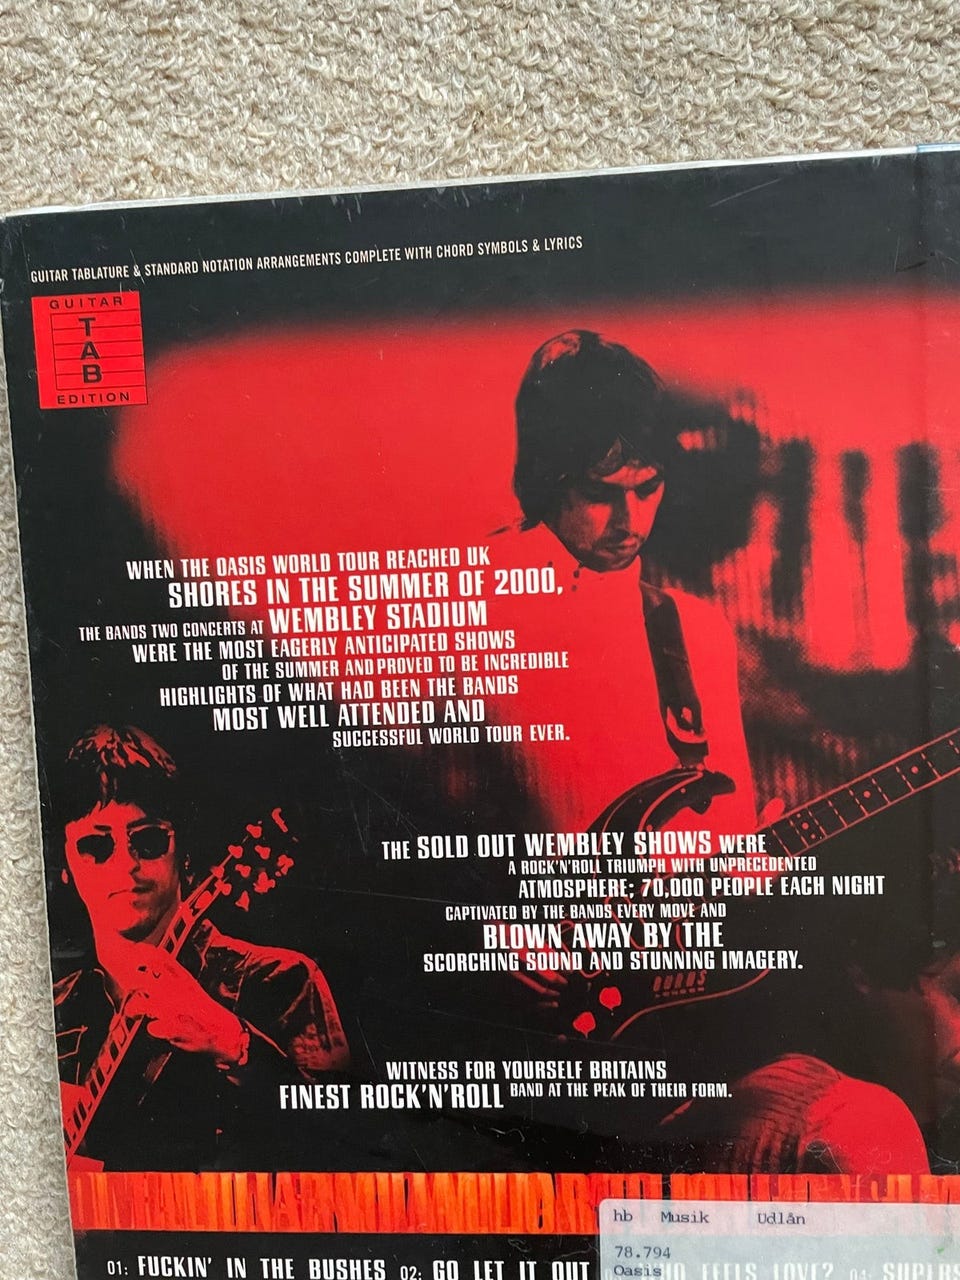 GUITAR TABLATURE & STANDARD NOTATION ARRANGEMENTS COMPLETE WITH CHORD SYMBOLS & LYRICS
GUITAR
T
A
B
EDITION
WHEN THE OASIS WORLD TOUR REACHED UK
SHORES IN THE SUMMER OF 2000,
THE BANDS TWO CONCERTS AT WEMBLEY STADIUM
WERE THE MOST EAGERLY ANTICIPATED SHOWS
OF THE SUMMER AND PROVED TO BE INCREDIBLE
HIGHLIGHTS OF WHAT HAD BEEN THE BANDS
MOST WELL ATTENDED AND
SUCCESSFUL WORLD TOUR EVER.
THE SOLD OUT WEMBLEY SHOWS WERE
A ROCK'N'ROLL TRIUMPH WITH UNPRECEDENTED
ATMOSPHERE; 70,000 PEOPLE EACH NIGHT
CAPTIVATED BY THE BANDS EVERY MOVE AND
BLOWN AWAY BY THE
SCORCHING SOUND AND STUNNING IMAGERY.
WITNESS FOR YOURSELF BRITAINS
FINEST ROCK'N'ROLL BAND AT THE PEAK OF THEIR FORM.
hb Musik Udlån
78.794
Oasis
01: FUCKIN' IN THE BUSHES 02: GO LET IT OUT FEELS LOVE? 04: SUPERS